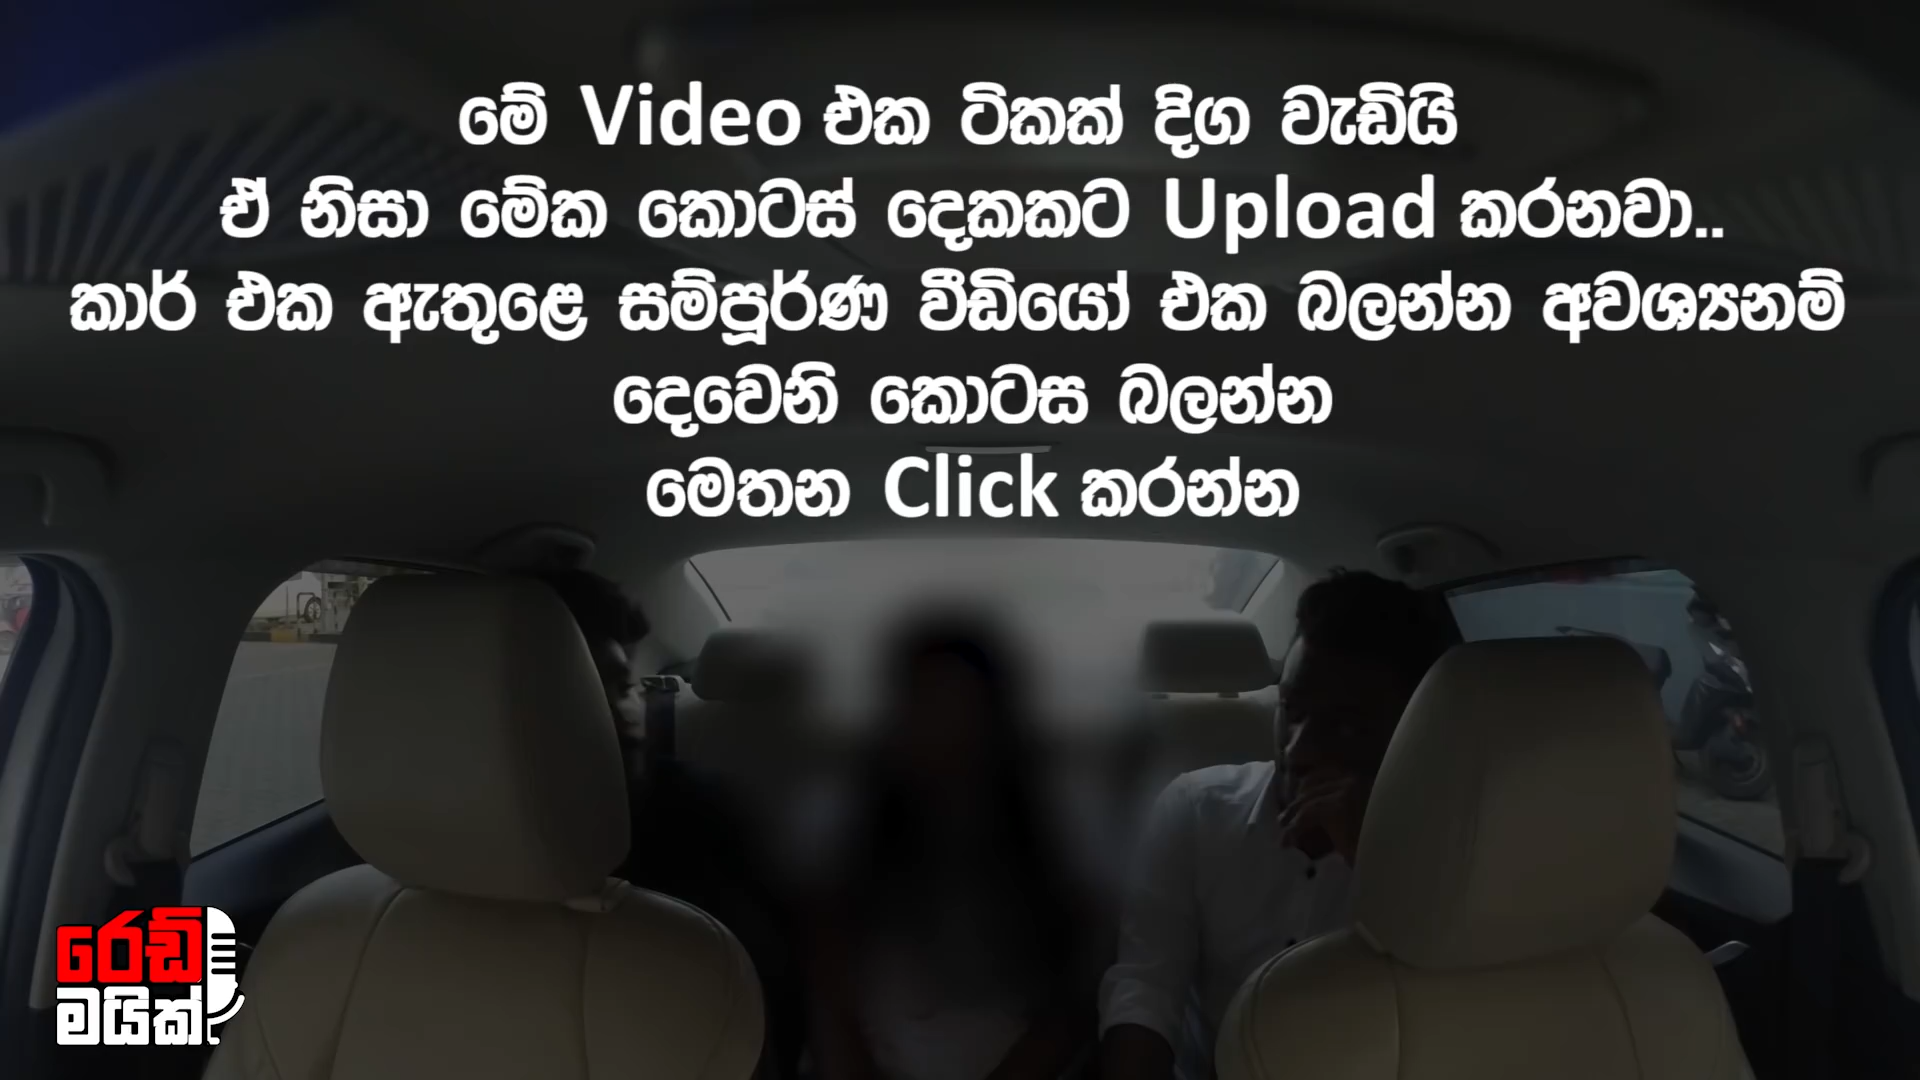 මේ Video එක ටිකක් දිග වැඩියි
ඒ නිසා මේක කොටස් දෙකකට Upload කරනවා..
කාර් එක ඇතුළෙ සම්පූර්ණ වීඩියෝ එක බලන්න අවශ්‍යනම්
දෙවෙනි කොටස බලන්න
මෙතන Click කරන්න
රෙඩ්
මයික්